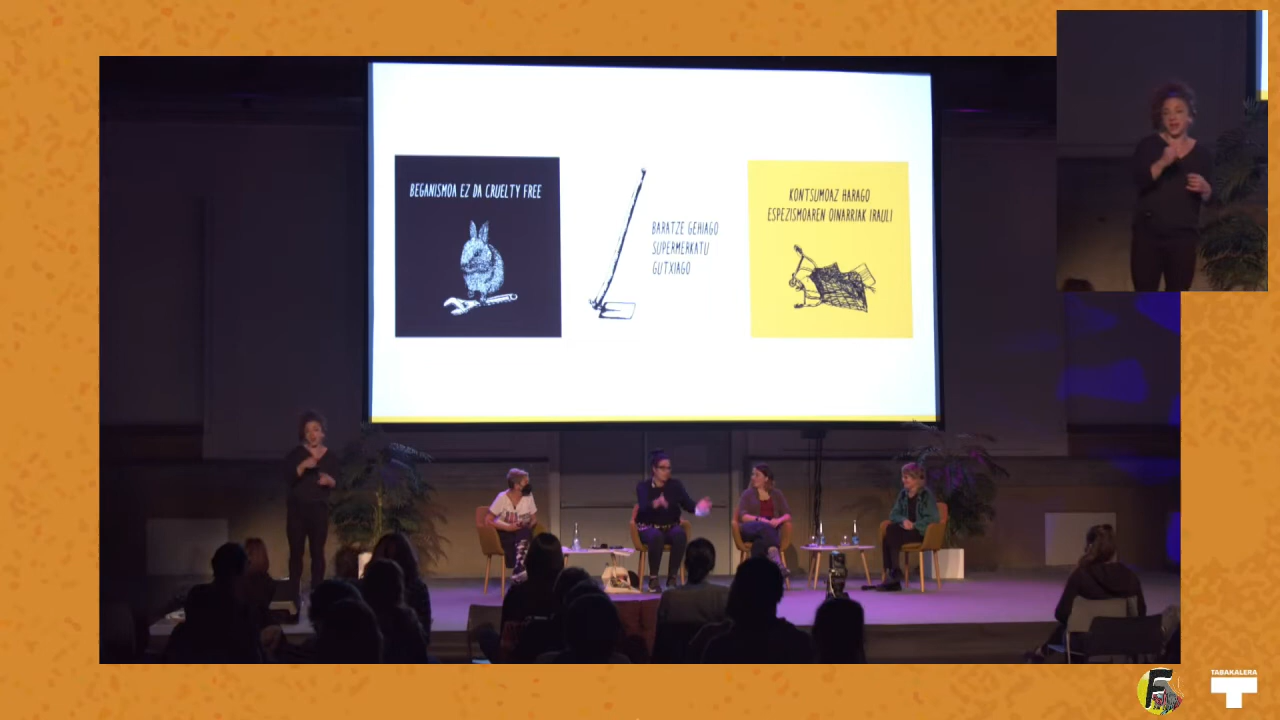 BEGANISMOA EZ DA CRUELTY FREE
BARATZE GEHIAGO
SUPERMERKATU
GUTXIAGO
KONTSUMOAZ HARAGO
ESPEZISMOAREN OINARRIAK IRAULI
F
TABAKALERA